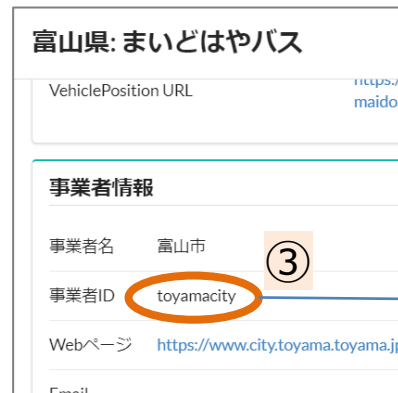 富山県: まいどはやバス
VehiclePosition URL
https:/
maido
事業者情報
事業者名 富山市
③
事業者ID toyamacity
Webページ https://www.city.toyama.toyama.j
Email